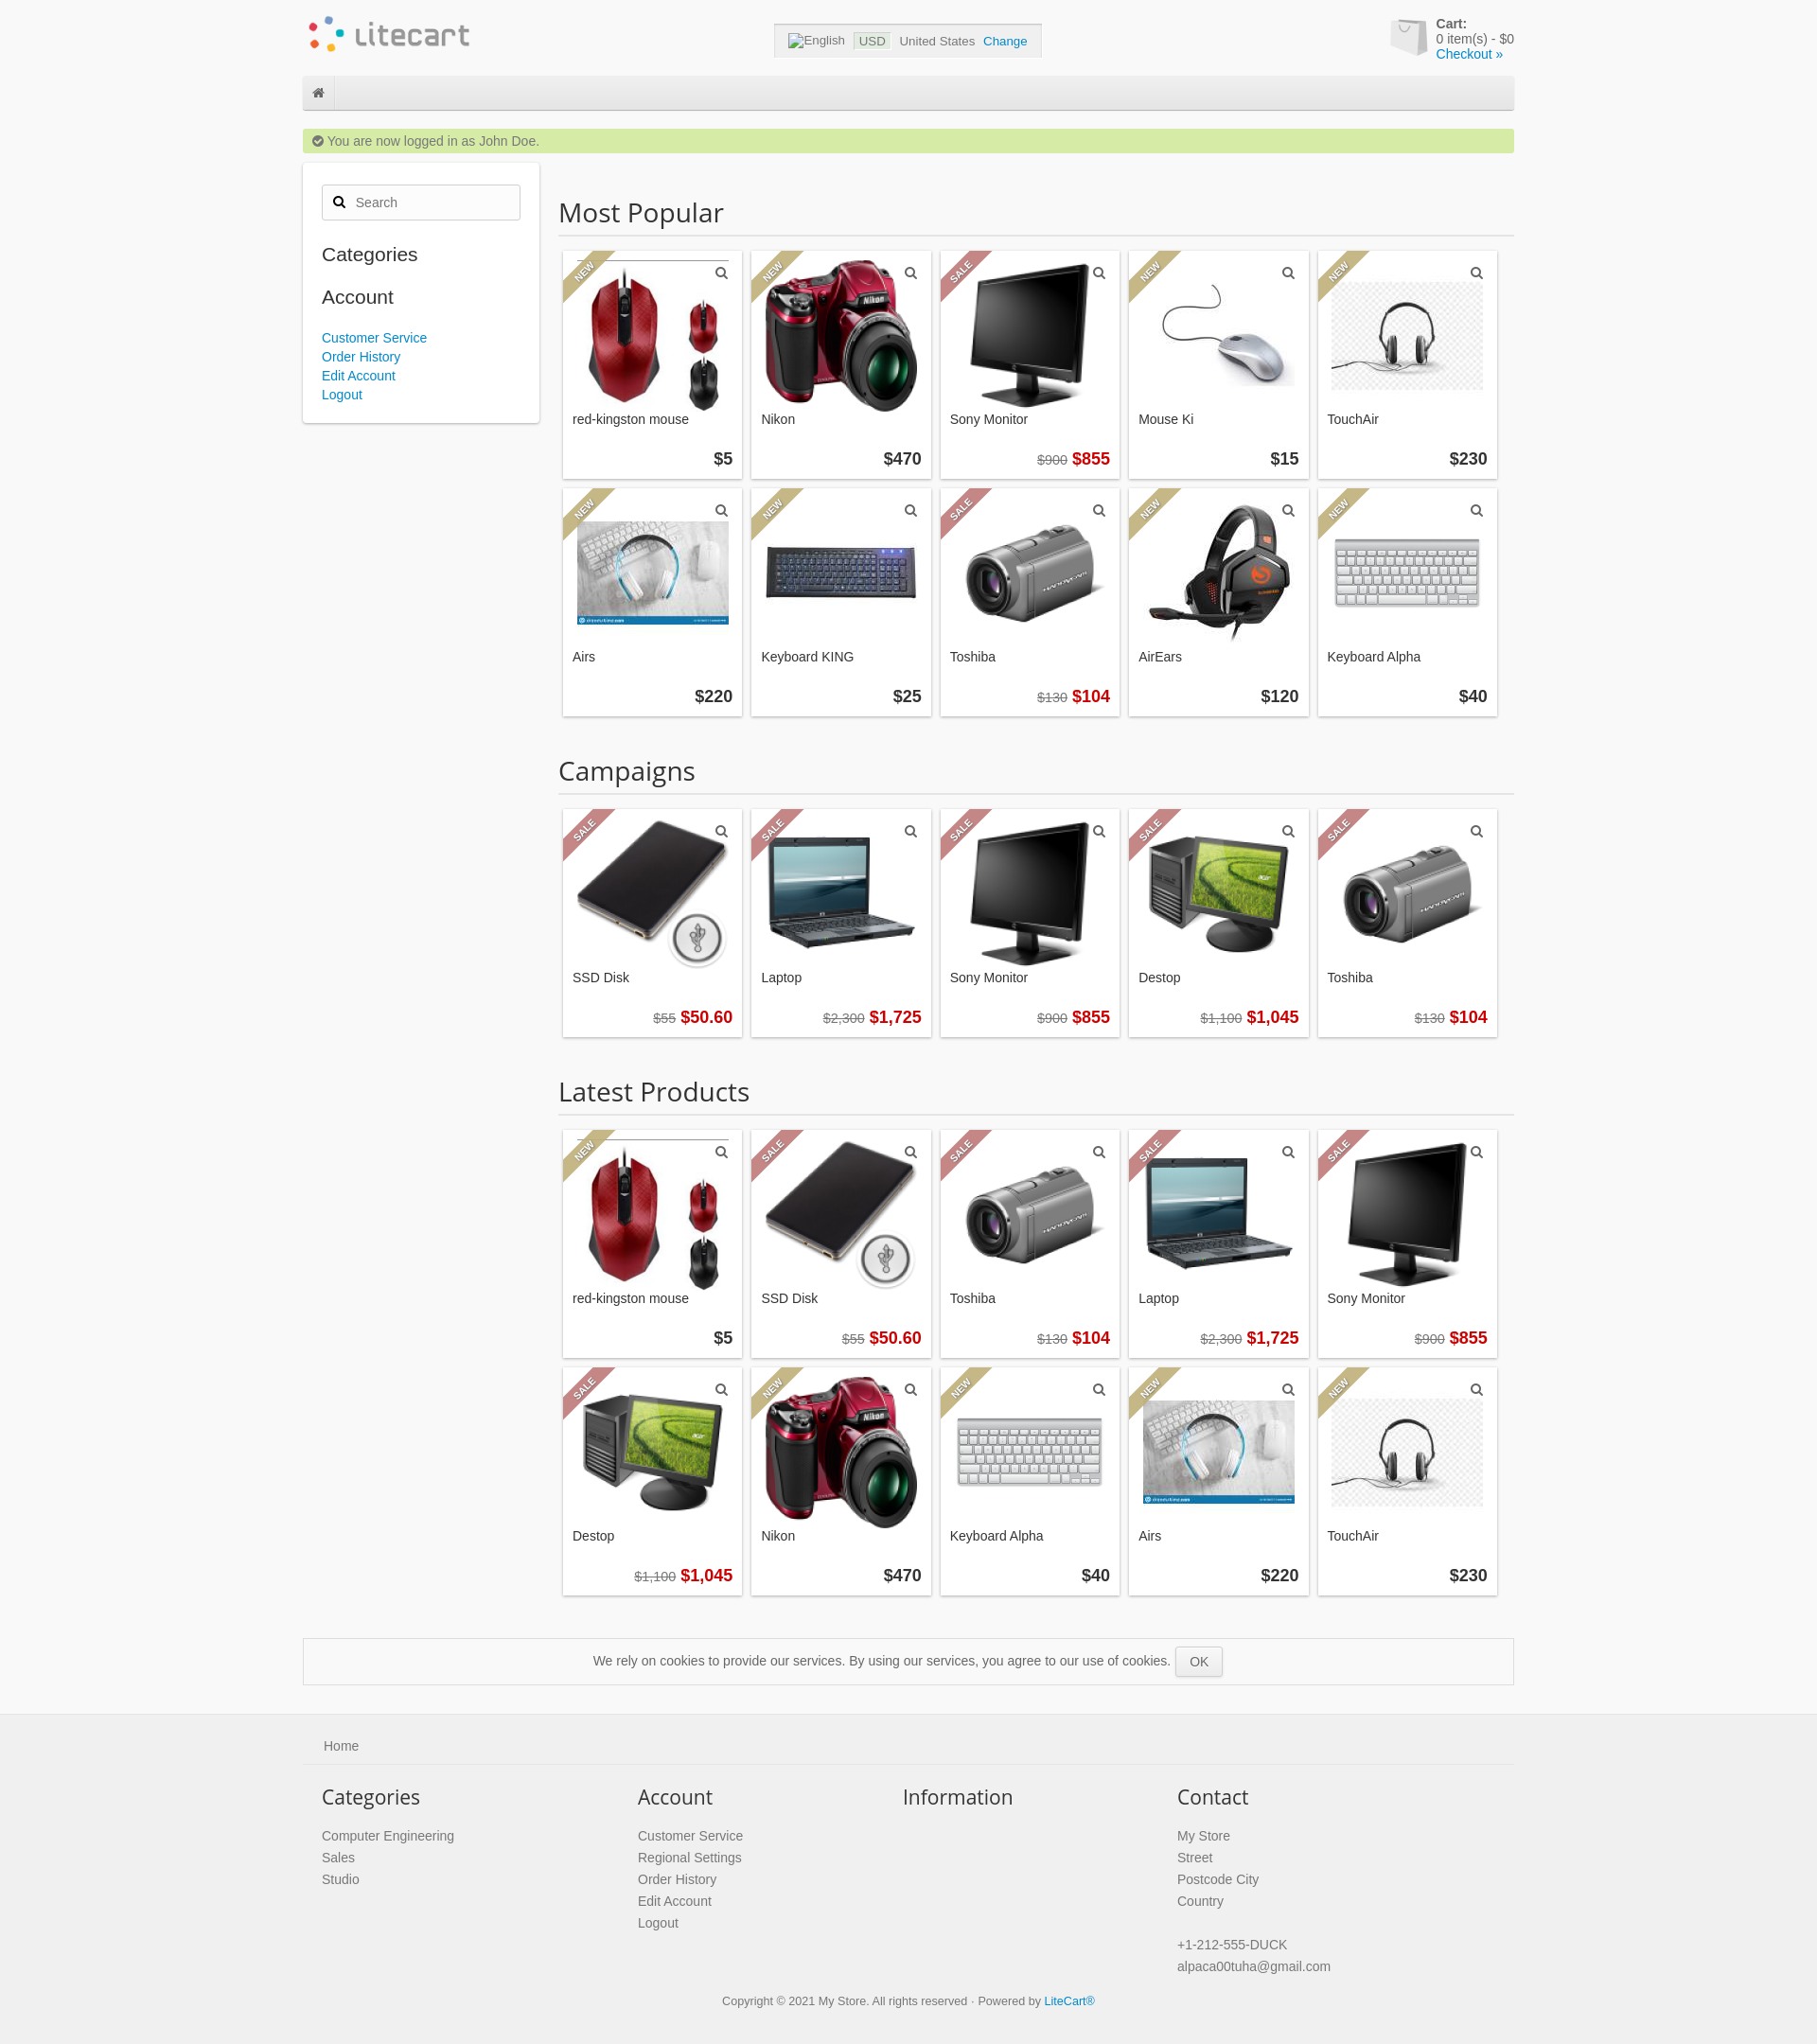 litecart
English USD United States Change
Cart:
0 item(s) - $0
Checkout »
You are now logged in as John Doe.
Search
Categories
Account
Customer Service
Order History
Edit Account
Logout
Most Popular
NEW
red-kingston mouse
$5
NEW
Nikon
Nikon
$470
SALE
Sony Monitor
$900 $855
NEW
Mouse Ki
$15
NEW
TouchAir
$230
NEW
Airs
$220
NEW
Keyboard KING
$25
SALE
HANDYCAM
Toshiba
$130 $104
NEW
AirEars
$120
NEW
Keyboard Alpha
$40
Campaigns
SALE
SSD Disk
$55 $50.60
SALE
Laptop
$2,300 $1,725
SALE
Sony Monitor
$900 $855
SALE
acer
Destop
$1,100 $1,045
SALE
HANDYCAM
Toshiba
$130 $104
Latest Products
NEW
red-kingston mouse
$5
SALE
SSD Disk
$55 $50.60
SALE
HANDYCAM
Toshiba
$130 $104
SALE
Laptop
$2,300 $1,725
SALE
Sony Monitor
$900 $855
SALE
acer
Destop
$1,100 $1,045
NEW
Nikon
Nikon
$470
NEW
Keyboard Alpha
$40
NEW
Airs
$220
NEW
TouchAir
$230
We rely on cookies to provide our services. By using our services, you agree to our use of cookies. OK
Home
Categories
Computer Engineering
Sales
Studio
Account
Customer Service
Regional Settings
Order History
Edit Account
Logout
Information
Contact
My Store
Street
Postcode City
Country
+1-212-555-DUCK
alpaca00tuha@gmail.com
Copyright © 2021 My Store. All rights reserved · Powered by LiteCart®